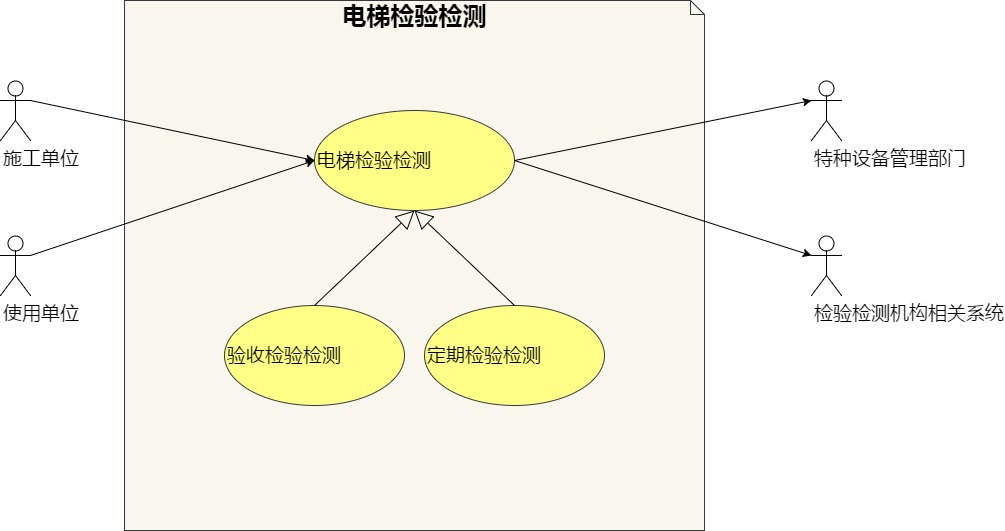 电梯检验检测
施工单位
电梯检验检测
特种设备管理部门
使用单位
检验检测机构相关系统
验收检验检测
定期检验检测